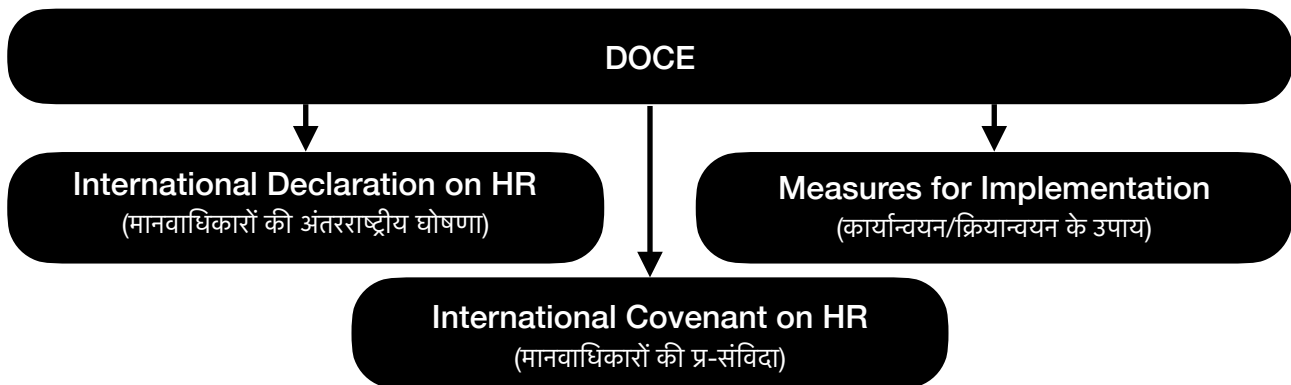 DOCE
International Declaration on HR
(मानवाधिकारों की अंतरराष्ट्रीय घोषणा)
Measures for Implementation
(कार्यान्वयन/क्रियान्वयन के उपाय)
International Covenant on HR
(मानवाधिकारों की प्र-संविदा)